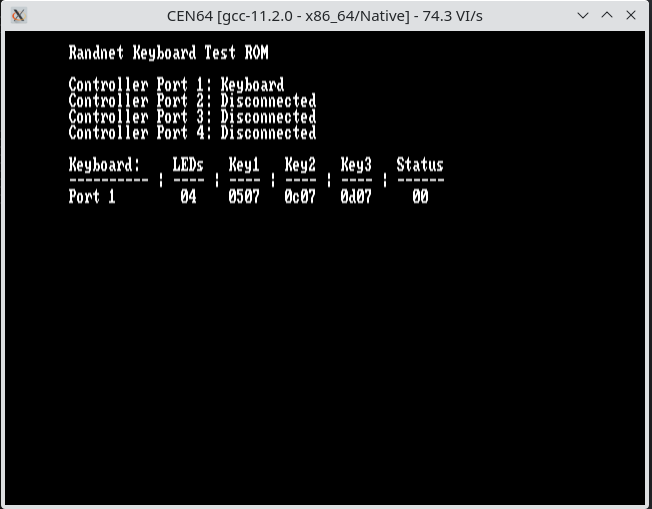 CEN64 [gcc-11.2.0 - x86_64/Native] - 74.3 VI/s
Randnet Keyboard Test ROM
Controller Port 1: Keyboard
Controller Port 2: Disconnected
Controller Port 3: Disconnected
Controller Port 4: Disconnected
Keyboard: LEDs Key1 Key2 Key3 Status
---------- ¦ ---- ¦ ---- ¦ ---- ¦ ---- ¦ ------
Port 1 04 0507 0c07 0d07 00